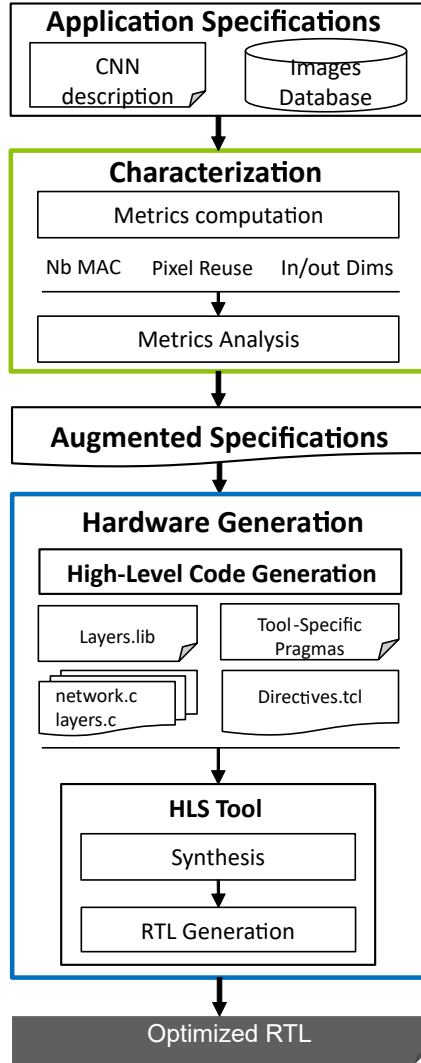 Application Specifications
CNN
description
Images
Database
Characterization
Metrics computation
Nb MAC Pixel Reuse In/out Dims
Metrics Analysis
Augmented Specifications
Hardware Generation
High-Level Code Generation
Layers.lib
Tool-Specific
Pragmas
network.c
layers.c
Directives.tcl
HLS Tool
Synthesis
RTL Generation
Optimized RTL